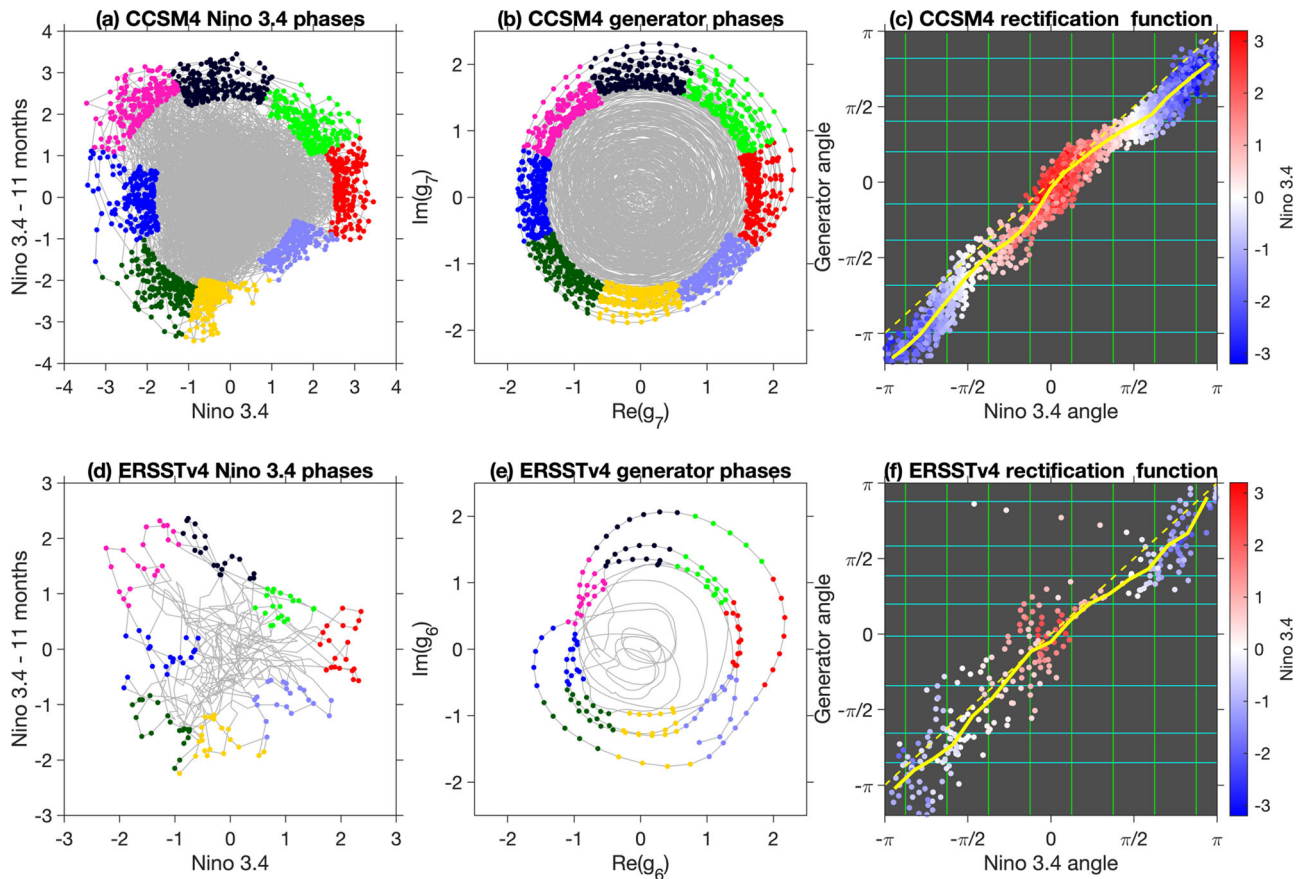 (a) CCSM4 Nino 3.4 phases
4
3
2
1
0
-1
-2
-3
-4
-4 -3 -2 -1 0 1 2 3 4
Nino 3.4 - 11 months
Nino 3.4
(b) CCSM4 generator phases
2
1
0
-1
-2
-1 0 1 2
Im(g7)
Re(g7)
(c) CCSM4 rectification function
π
π/2
0
-π/2
-π
-π -π/2 0 π/2 π
Generator angle
Nino 3.4 angle
3
2
1
0
-1
-2
-3
Nino 3.4
(d) ERSSTv4 Nino 3.4 phases
3
2
1
0
-1
-2
-3
-3 -2 -1 0 1 2 3
Nino 3.4 - 11 months
Nino 3.4
(e) ERSSTv4 generator phases
2
1
0
-1
-2
-2 -1 0 1 2
Im(g6)
Re(g6)
(f) ERSSTv4 rectification function
π
π/2
0
-π/2
-π
-π -π/2 0 π/2 π
Generator angle
Nino 3.4 angle
3
2
1
0
-1
-2
-3
Nino 3.4